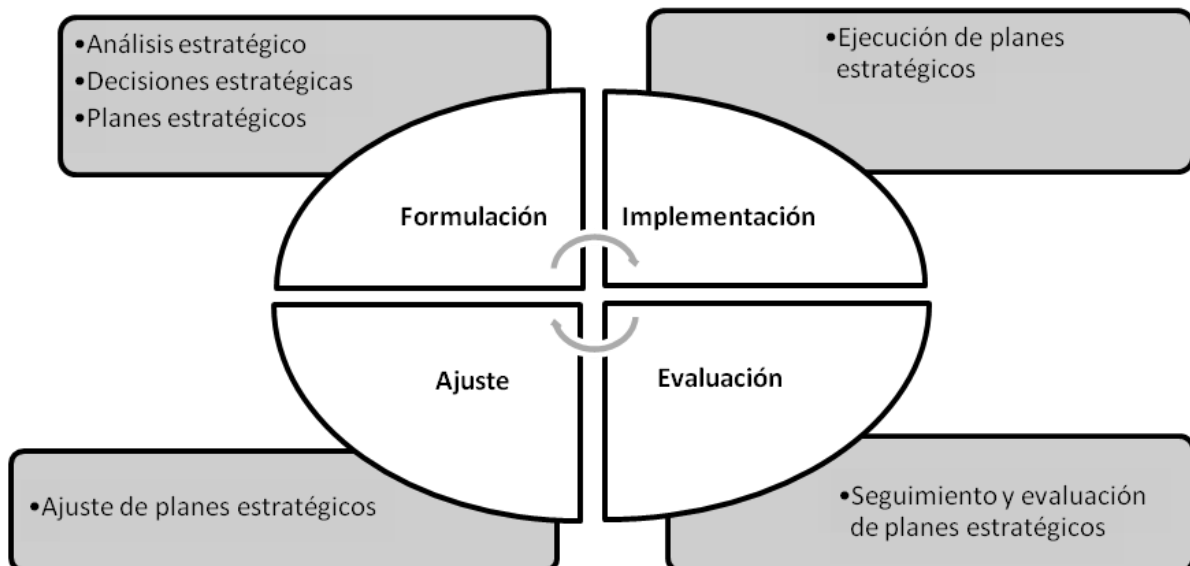 •Análisis estratégico
•Decisiones estratégicas
•Planes estratégicos
•Ejecución de planes
estratégicos
Formulación
Implementación
Ajuste
Evaluación
•Ajuste de planes estratégicos
•Seguimiento y evaluación
de planes estratégicos